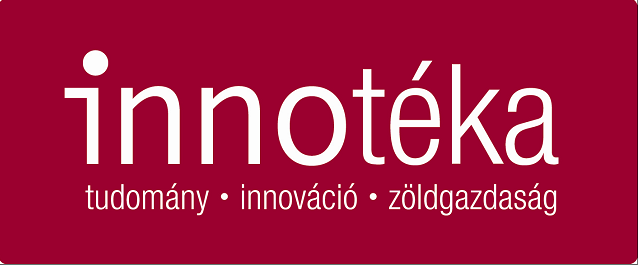 innotéka
tudomány • innováció • zöldgazdaság